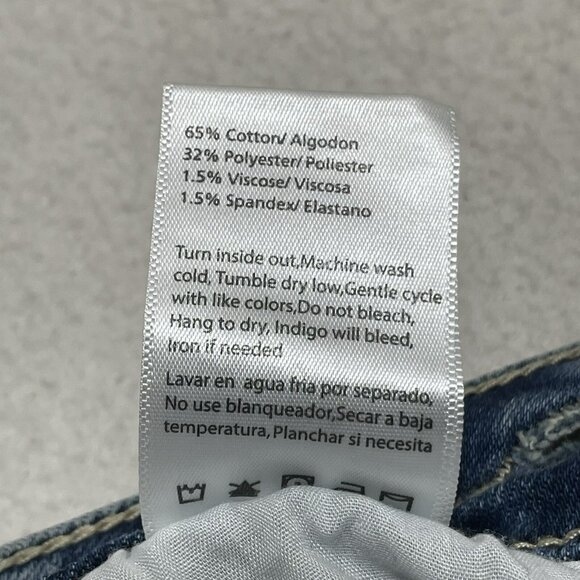 65% Cotton/ Algodon
32% Polyester/ Poliester
1.5% Viscose/ Viscosa
1.5% Spandex/ Elastano
Turn inside out,Machine wash
cold, Tumble dry low,Gentle cycle
with like colors,Do not bleach,
Hang to dry, Indigo will bleed,
Iron if needed
Lavar en agua fria por separado,
No use blanqueador,Secar a baja
temperatura, Planchar si necesita